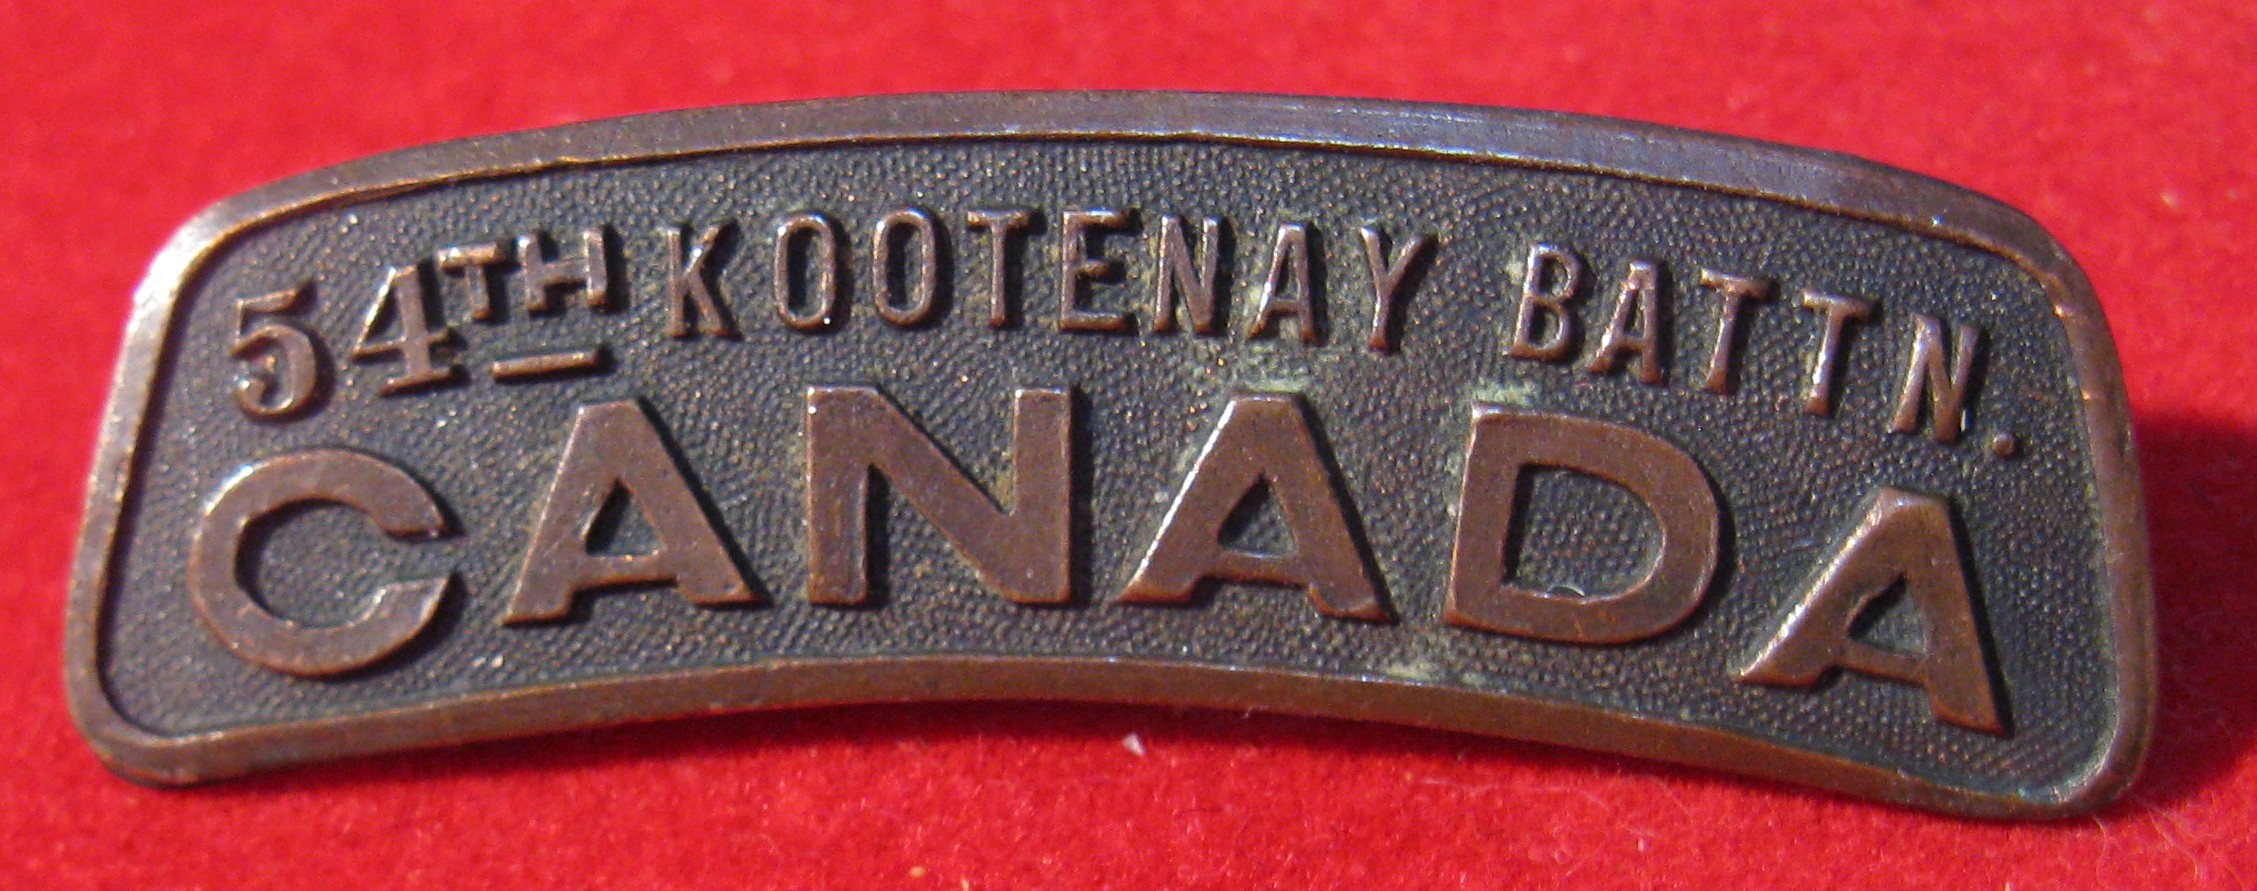 54TH KOOTENAY BATTN.
CANADA